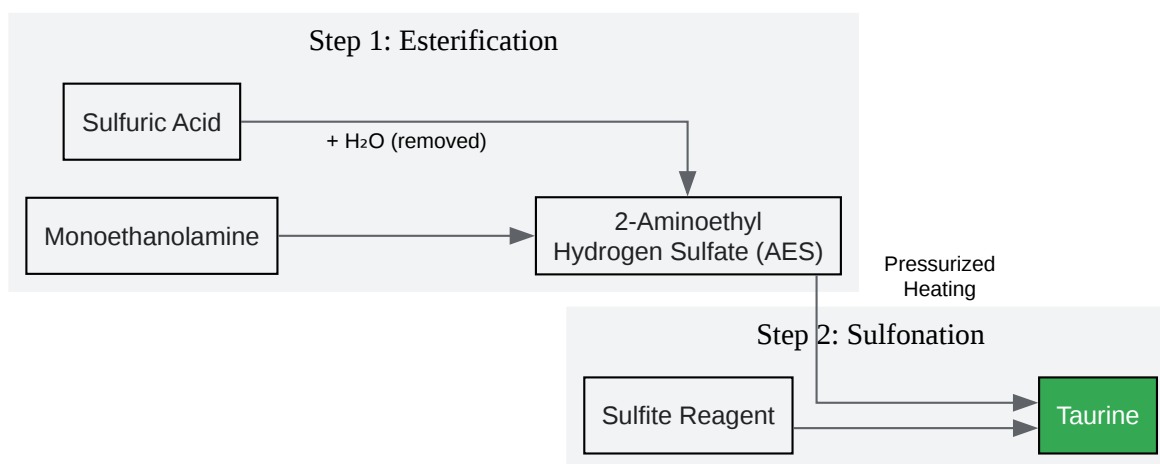 Step 1: Esterification
Sulfuric Acid
+ H₂O (removed)
Monoethanolamine
2-Aminoethyl
Hydrogen Sulfate (AES)
Pressurized
Heating
Step 2: Sulfonation
Sulfite Reagent
Taurine